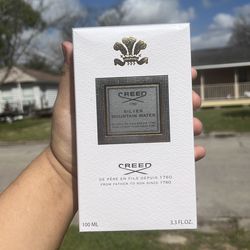 CREED
1760
SILVER
MOUNTAIN WATER
CREED
DE PÈRE EN FILS DEPUIS 1760
FROM FATHER TO SON SINCE 1760
100 ML
3.3 FL.OZ.